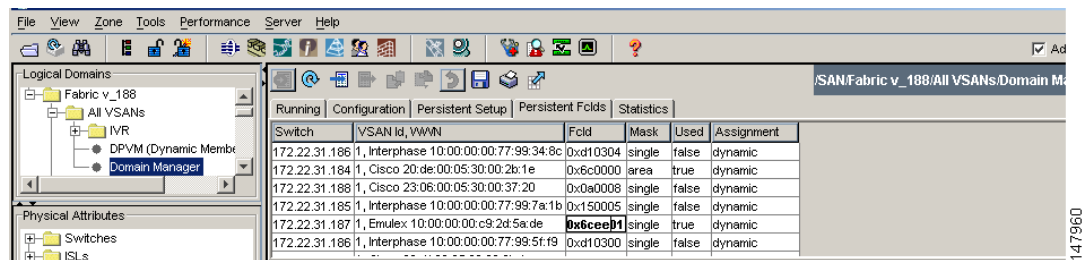 File View Zone Tools Performance Server Help
Ad
Logical Domains
/SAN/Fabric v_188/All VSANs/Domain Ma
Fabric v_188
All VSANs
IVR
DPVM (Dynamic Membe
Domain Manager
Running Configuration Persistent Setup Persistent FcIds Statistics
Switch VSAN Id, WWN FcId Mask Used Assignment
172.22.31.186 1, Interphase 10:00:00:00:77:99:34:8c 0xd10304 single false dynamic
172.22.31.184 1, Cisco 20:de:00:05:30:00:2b:1e 0x6c0000 area true dynamic
172.22.31.188 1, Cisco 23:06:00:05:30:00:37:20 0x0a0008 single false dynamic
172.22.31.185 1, Interphase 10:00:00:00:77:99:7a:1b 0x150005 single false dynamic
172.22.31.187 1, Emulex 10:00:00:00:c9:2d:5a:de 0x6cee01 single true dynamic
172.22.31.186 1, Interphase 10:00:00:00:77:99:5f:f9 0xd10300 single false dynamic
Physical Attributes
Switches
ISLs
147960